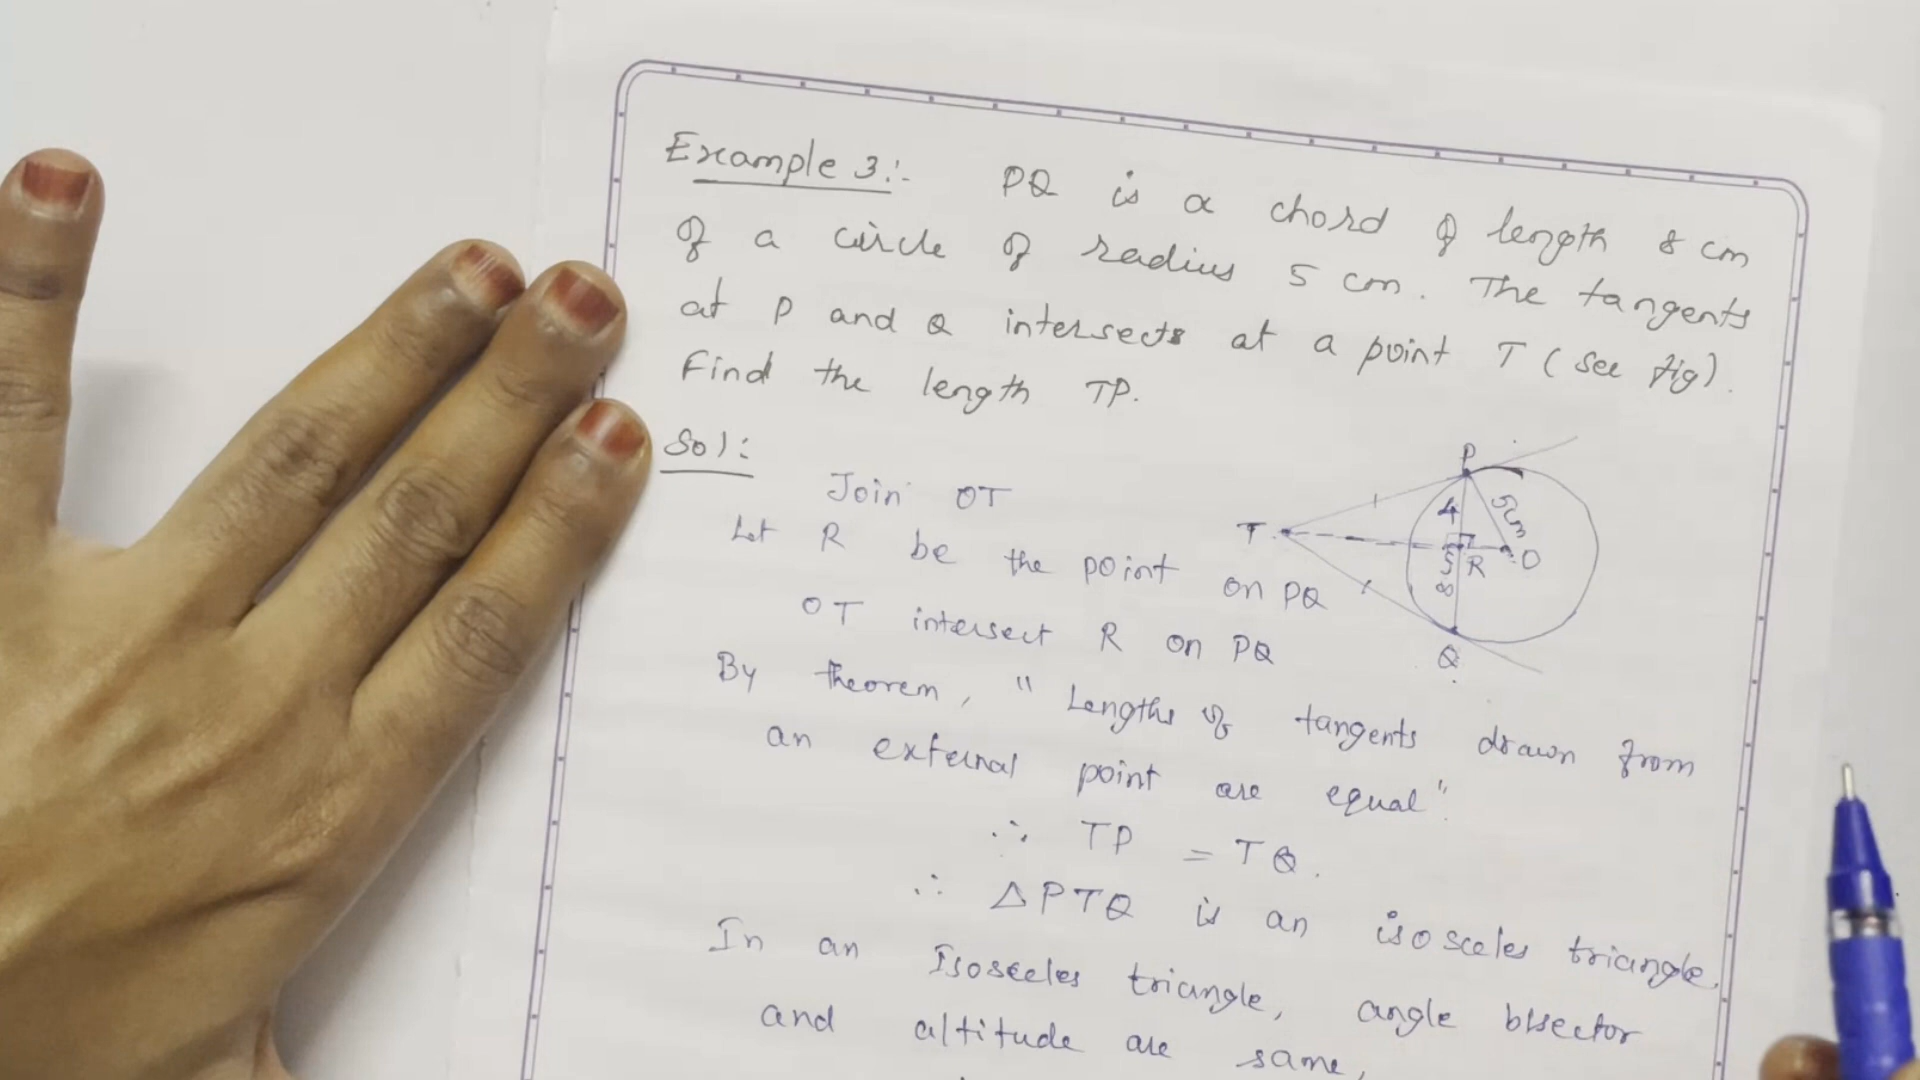 Example 3:- PQ is a chord of length 8 cm
of a circle of radius 5 cm. The tangents
at P and Q intersects at a point T (see fig).
Find the length TP.
Sol:
Join OT
Let R be the point on PQ
OT intersect R on PQ
P
4
5cm
T
R
O
8
Q
By theorem, "Lengths of tangents drawn from
an external point are equal".
∴ TP = TQ.
∴ △PTQ is an isosceles triangle,
In an Isosceles triangle, angle bisector
and altitude are same,